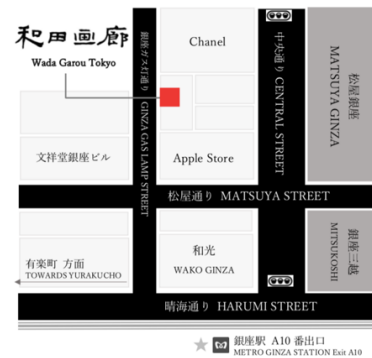 和田画廊
Wada Garou Tokyo
Chanel
銀座ガス灯通り GINZA GAS LAMP STREET
中央通り CENTRAL STREET
松屋銀座
MATSUYA GINZA
文祥堂銀座ビル
Apple Store
松屋通り MATSUYA STREET
有楽町 方面
TOWARDS YURAKUCHO
和光
WAKO GINZA
銀座三越
MITSUKOSHI
晴海通り HARUMI STREET
銀座駅 A10 番出口
METRO GINZA STATION Exit A10